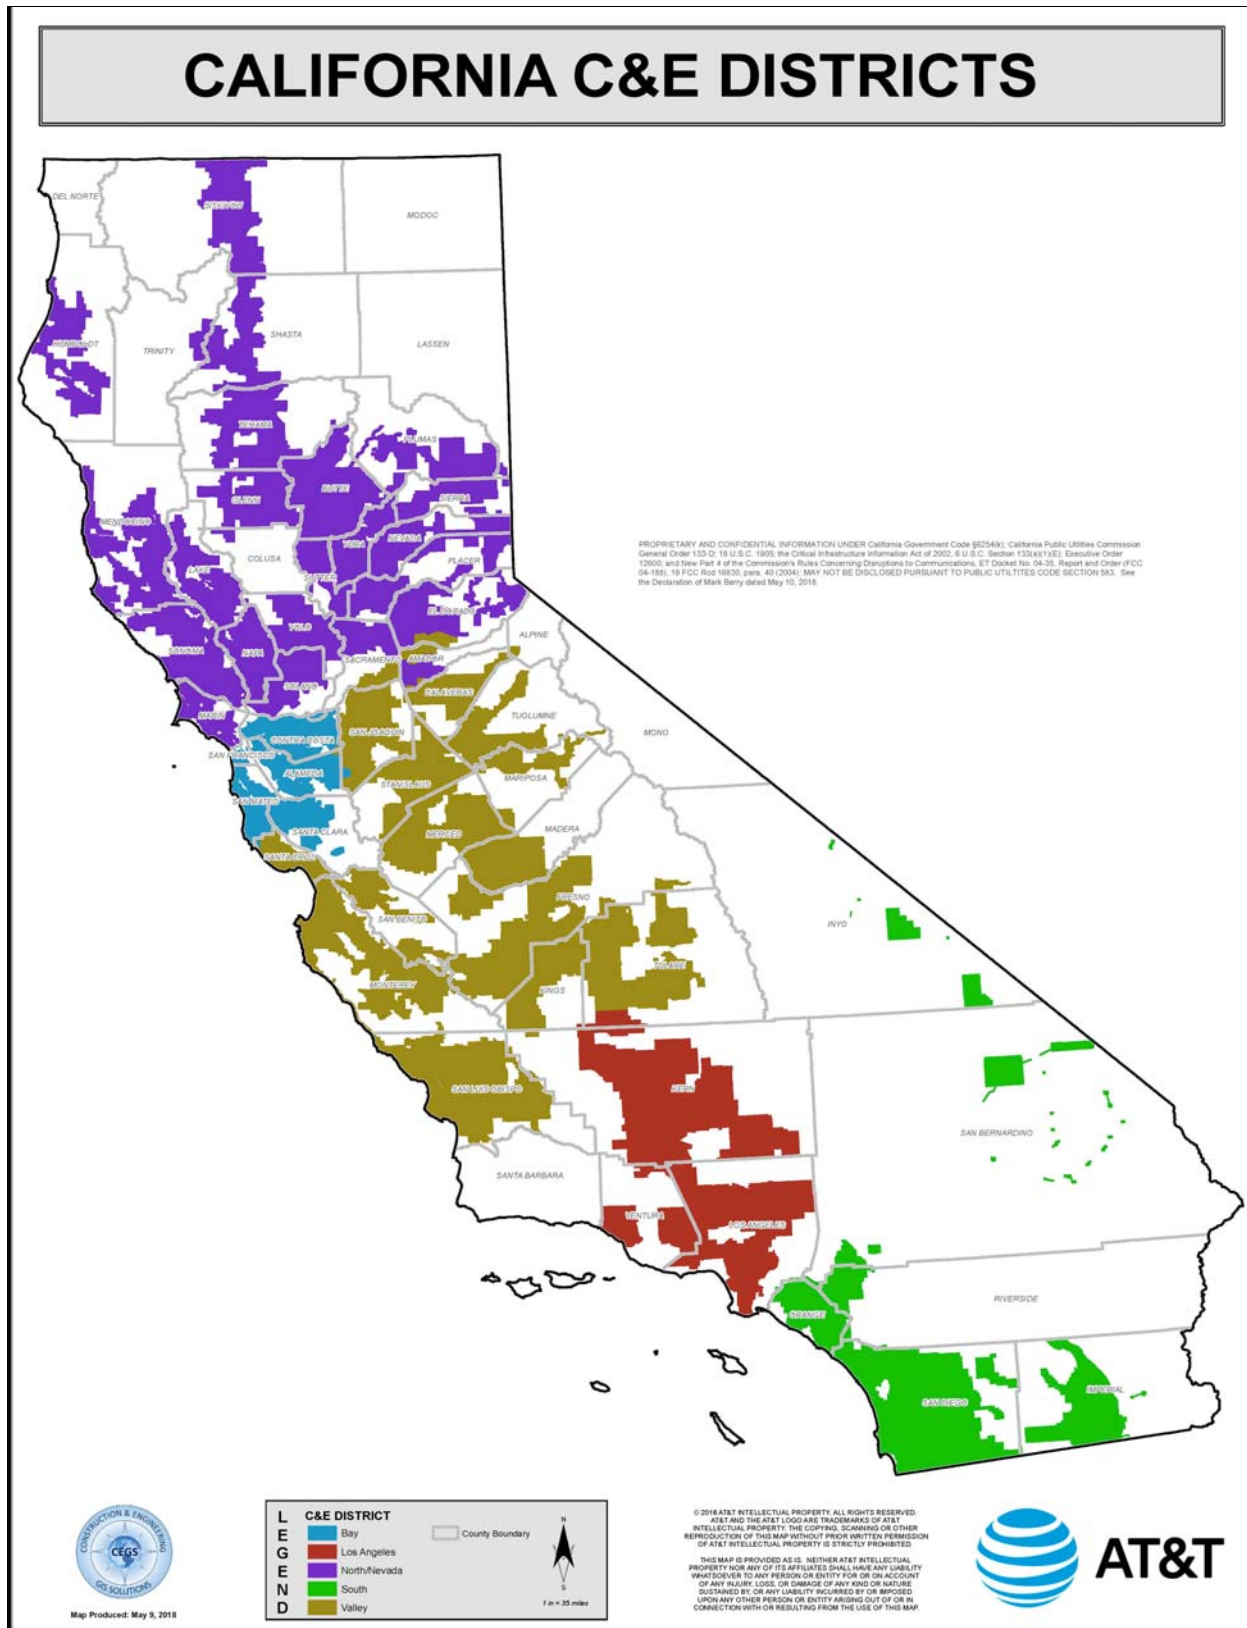 CALIFORNIA C&E DISTRICTS
DEL NORTE
SISKIYOU
MODOC
HUMBOLDT
TRINITY
SHASTA
LASSEN
TEHAMA
PLUMAS
GLENN
BUTTE
SIERRA
MENDOCINO
COLUSA
YUBA
NEVADA
LAKE
SUTTER
PLACER
EL DORADO
YOLO
SONOMA
NAPA
SACRAMENTO
AMADOR
ALPINE
SOLANO
CALAVERAS
MARIN
TUOLUMNE
SAN JOAQUIN
CONTRA COSTA
MONO
SAN FRANCISCO
ALAMEDA
STANISLAUS
MARIPOSA
SAN MATEO
SANTA CLARA
MERCED
MADERA
SANTA CRUZ
FRESNO
SAN BENITO
INYO
TULARE
MONTEREY
KINGS
SAN LUIS OBISPO
KERN
SAN BERNARDINO
SANTA BARBARA
VENTURA
LOS ANGELES
RIVERSIDE
ORANGE
SAN DIEGO
IMPERIAL
PROPRIETARY AND CONFIDENTIAL INFORMATION UNDER California Government Code §6254(k); California Public Utilities Commission
General Order 133-D; 18 U.S.C. 1905; the Critical Infrastructure Information Act of 2002, 6 U.S.C. Section 133(a)(1)(E); Executive Order
12600; and New Part 4 of the Commission's Rules Concerning Disruptions to Communications, ET Docket No. 04-35, Report and Order (FCC
04-188), 19 FCC Rcd 16830, para. 40 (2004); MAY NOT BE DISCLOSED PURSUANT TO PUBLIC UTILTITES CODE SECTION 583. See
the Declaration of Mark Berry dated May 10, 2018.
CONSTRUCTION & ENGINEERING
CEGS
GIS SOLUTIONS
Map Produced: May 9, 2018
LEGEND
C&E DISTRICT
Bay
Los Angeles
North/Nevada
South
Valley
County Boundary
N
W
E
S
1 in = 35 miles
© 2018 AT&T INTELLECTUAL PROPERTY. ALL RIGHTS RESERVED.
AT&T AND THE AT&T LOGO ARE TRADEMARKS OF AT&T
INTELLECTUAL PROPERTY. THE COPYING, SCANNING OR OTHER
REPRODUCTION OF THIS MAP WITHOUT PRIOR WRITTEN PERMISSION
OF AT&T INTELLECTUAL PROPERTY IS STRICTLY PROHIBITED.
THIS MAP IS PROVIDED AS IS. NEITHER AT&T INTELLECTUAL
PROPERTY NOR ANY OF ITS AFFILIATES SHALL HAVE ANY LIABILITY
WHATSOEVER TO ANY PERSON OR ENTITY FOR OR ON ACCOUNT
OF ANY INJURY, LOSS, OR DAMAGE OF ANY KIND OR NATURE
SUSTAINED BY, OR ANY LIABILITY INCURRED BY OR IMPOSED
UPON ANY OTHER PERSON OR ENTITY ARISING OUT OF OR IN
CONNECTION WITH OR RESULTING FROM THE USE OF THIS MAP.
AT&T